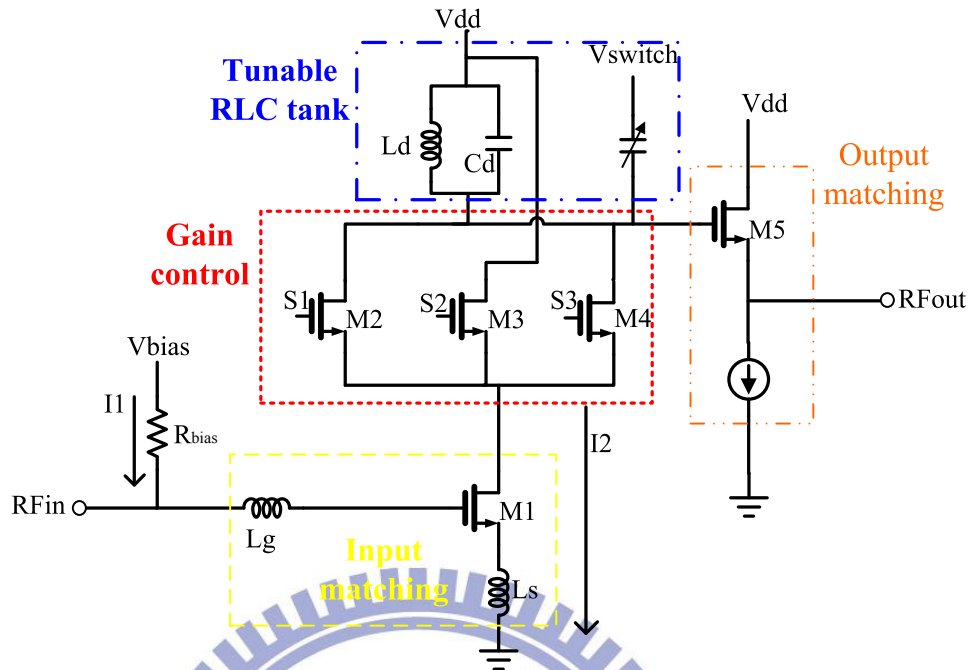 Vdd
Tunable
RLC tank
Vswitch
Ld
Cd
Vdd
Output
matching
M5
Gain
control
S1
M2
S2
M3
S3
M4
RFout
Vbias
I1
Rbias
I2
RFin
Lg
M1
Input
matching
Ls